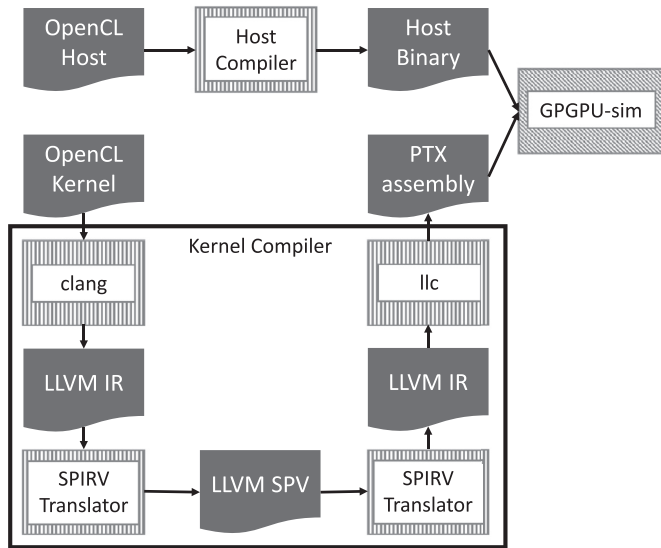 OpenCL
Host
Host
Compiler
Host
Binary
GPGPU-sim
OpenCL
Kernel
PTX
assembly
Kernel Compiler
clang
llc
LLVM IR
LLVM IR
SPIRV
Translator
LLVM SPV
SPIRV
Translator